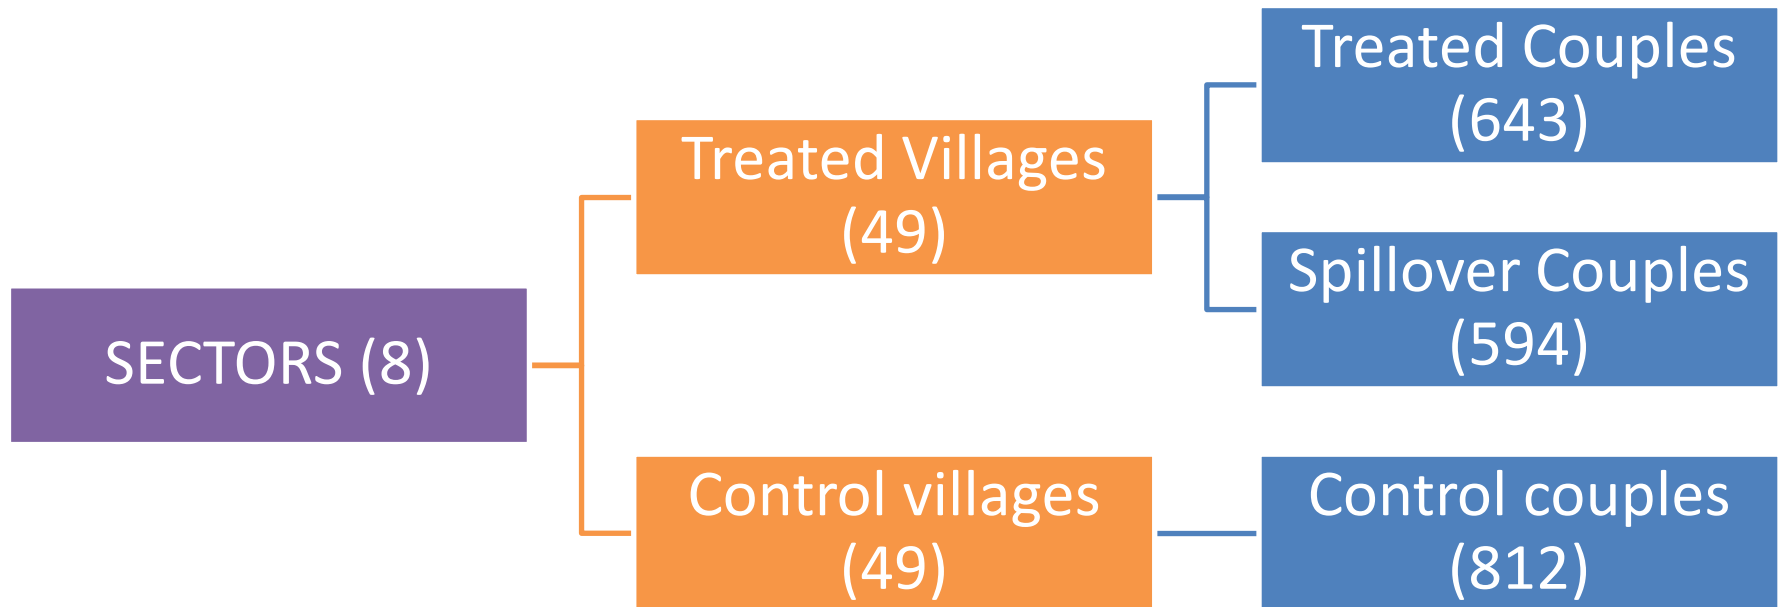 SECTORS (8)
Treated Villages
(49)
Control villages
(49)
Treated Couples
(643)
Spillover Couples
(594)
Control couples
(812)